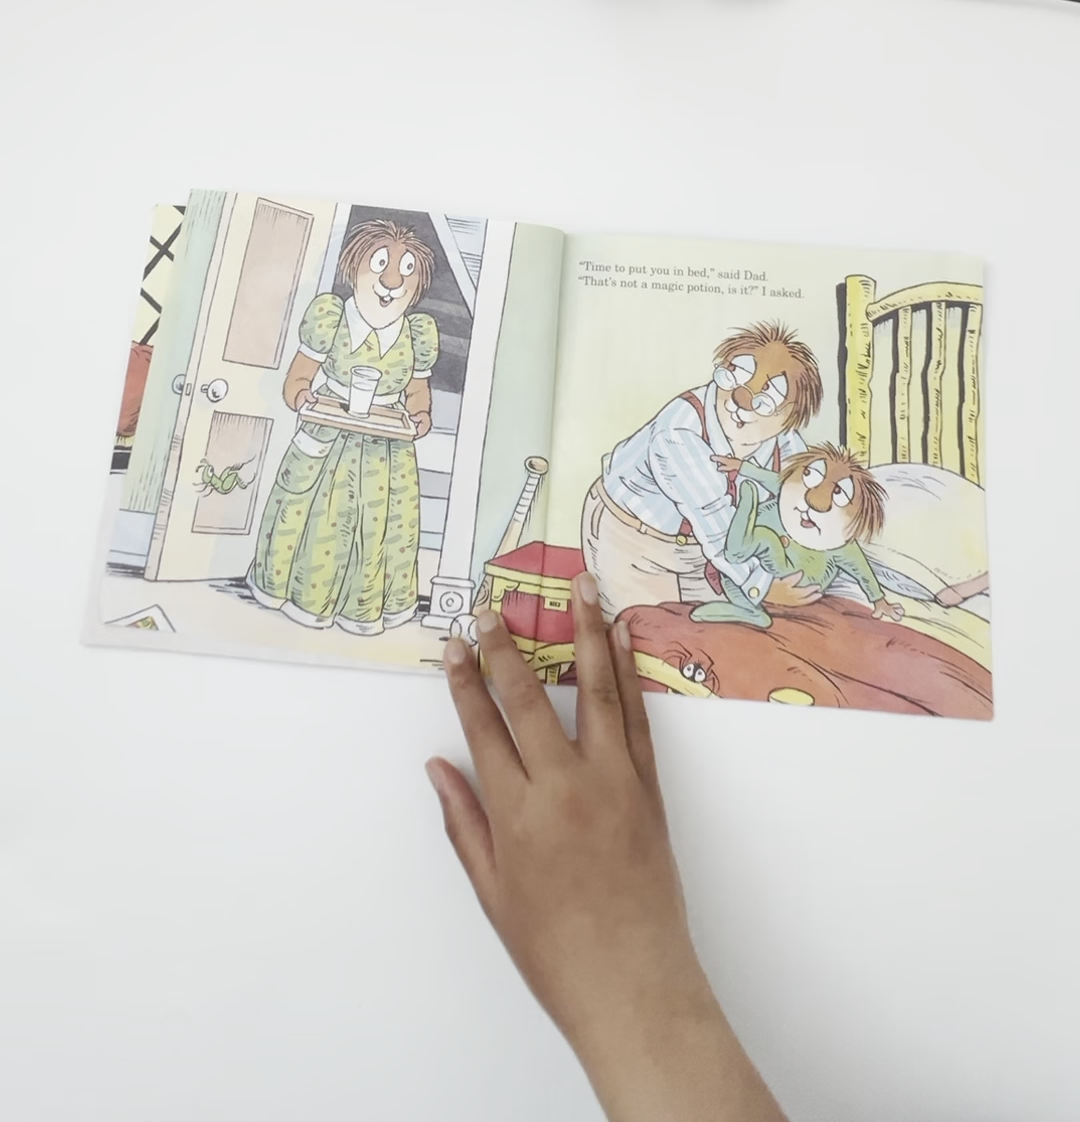 “Time to put you in bed,” said Dad.
“That’s not a magic potion, is it?” I asked.